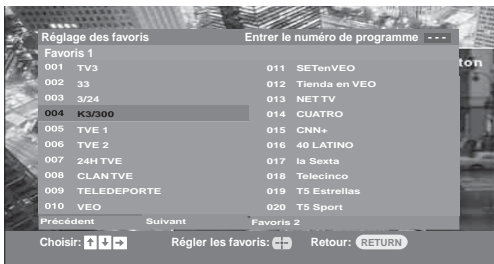 Réglage des favoris Entrer le numéro de programme - - -
Favoris 1
001 TV3
002 33
003 3/24
004 K3/300
005 TVE 1
006 TVE 2
007 24H TVE
008 CLAN TVE
009 TELEDEPORTE
010 VEO
011 SETenVEO
012 Tienda en VEO
013 NET TV
014 CUATRO
015 CNN+
016 40 LATINO
017 la Sexta
018 Telecinco
019 T5 Estrellas
020 T5 Sport
ton
Précédent Suivant Favoris 2
Choisir: ↑ ↓ → Régler les favoris: Retour: RETURN